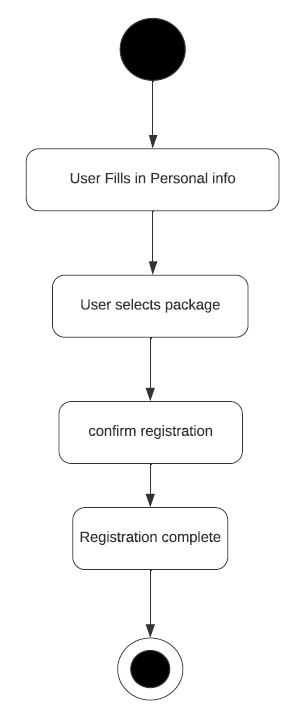 User Fills in Personal info
User selects package
confirm registration
Registration complete